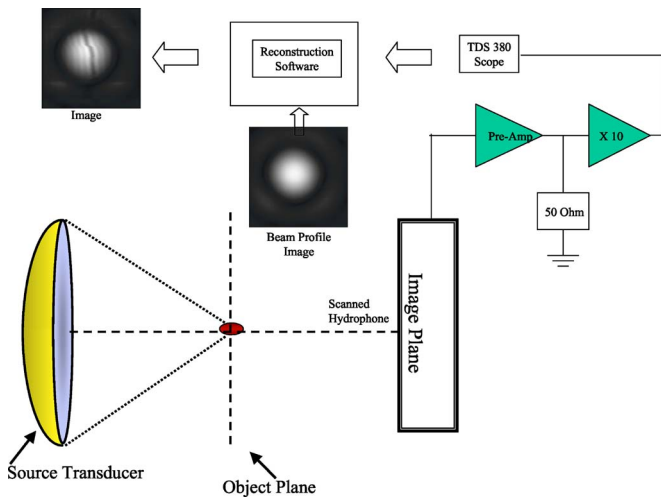 TDS 380
Scope
Reconstruction
Software
Image
Pre-Amp
X 10
50 Ohm
Beam Profile
Image
Scanned
Hydrophone
Image Plane
Source Transducer
Object Plane